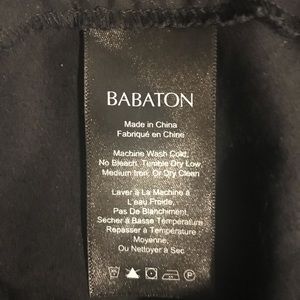 BABATON
Made in China
Fabriqué en Chine
Machine Wash Cold,
No Bleach, Tumble Dry Low
Medium Iron, Or Dry Clean
Laver à La Machine à
L'eau Froide,
Pas De Blanchiment,
Sécher à Basse Température
Repasser à Température
Moyenne,
Ou Nettoyer à Sec